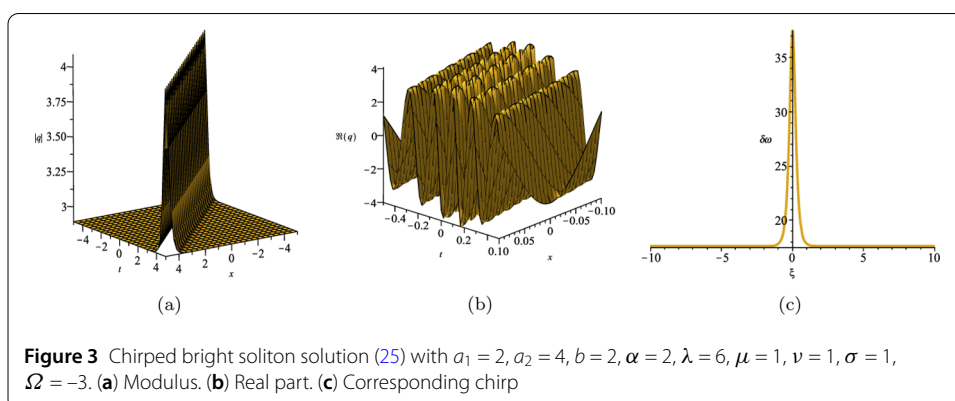 4
3.75
|q|
3.50
3.25
3
-4
-2
0
t
2
4
4
2
0
x
-2
-4
(a)
4
2
ℜ(q)
0
-2
-4
-0.4
-0.2
0
t
0.2
0.10
0.05
0
x
-0.05
-0.10
(b)
35
30
δω
25
20
-10
-5
0
ξ
5
10
(c)
Figure 3 Chirped bright soliton solution (25) with a₁ = 2, a₂ = 4, b = 2, α = 2, λ = 6, μ = 1, ν = 1, σ = 1,
Ω = –3. (a) Modulus. (b) Real part. (c) Corresponding chirp